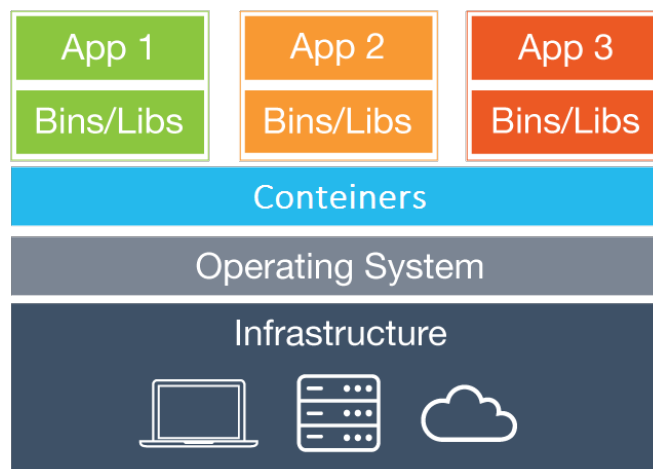 App 1
App 2
App 3
Bins/Libs
Bins/Libs
Bins/Libs
Conteiners
Operating System
Infrastructure